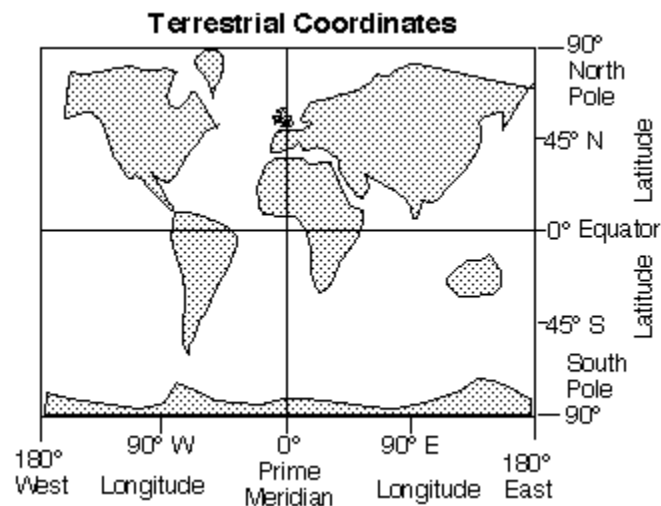 Terrestrial Coordinates
90°
North
Pole
45° N
Latitude
0° Equator
Latitude
45° S
South
Pole
90°
180°
West
90° W
Longitude
0°
Prime
Meridian
90° E
Longitude
180°
East